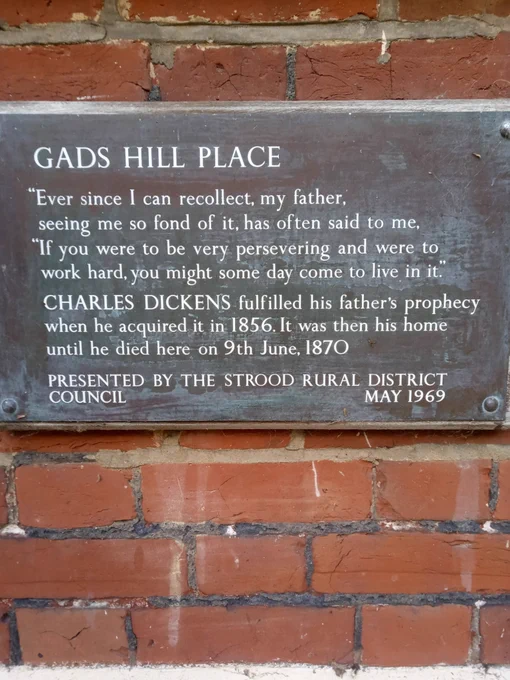 GADS HILL PLACE
“Ever since I can recollect, my father,
seeing me so fond of it, has often said to me,
“If you were to be very persevering and were to
work hard, you might some day come to live in it.”
CHARLES DICKENS fulfilled his father's prophecy
when he acquired it in 1856. It was then his home
until he died here on 9th June, 1870
PRESENTED BY THE STROOD RURAL DISTRICT
COUNCIL MAY 1969